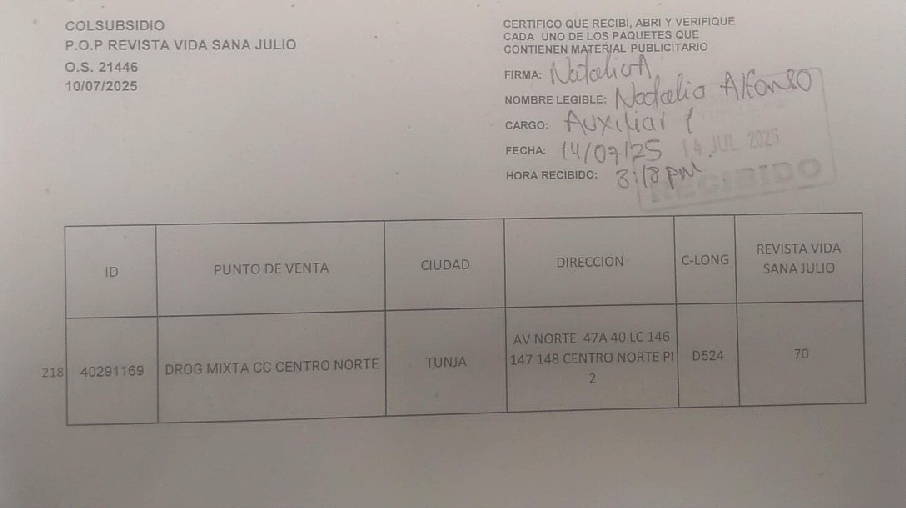 COLSUBSIDIO
P.O.P REVISTA VIDA SANA JULIO
O.S. 21446
10/07/2025
CERTIFICO QUE RECIBI, ABRI Y VERIFIQUE
CADA UNO DE LOS PAQUETES QUE
CONTIENEN MATERIAL PUBLICITARIO
FIRMA: NataliaA
NOMBRE LEGIBLE: Natalia Alfonso
CARGO: Auxiliar 1
FECHA: 14/07/25
14 JUL 2025
HORA RECIBIDO: 3:18 PM
RECIBIDO
ID PUNTO DE VENTA CIUDAD DIRECCION C-LONG REVISTA VIDA
SANA JULIO
218 40291169 DROG MIXTA CC CENTRO NORTE TUNJA AV NORTE 47A 40 LC 146
147 148 CENTRO NORTE PI
2
D524 70